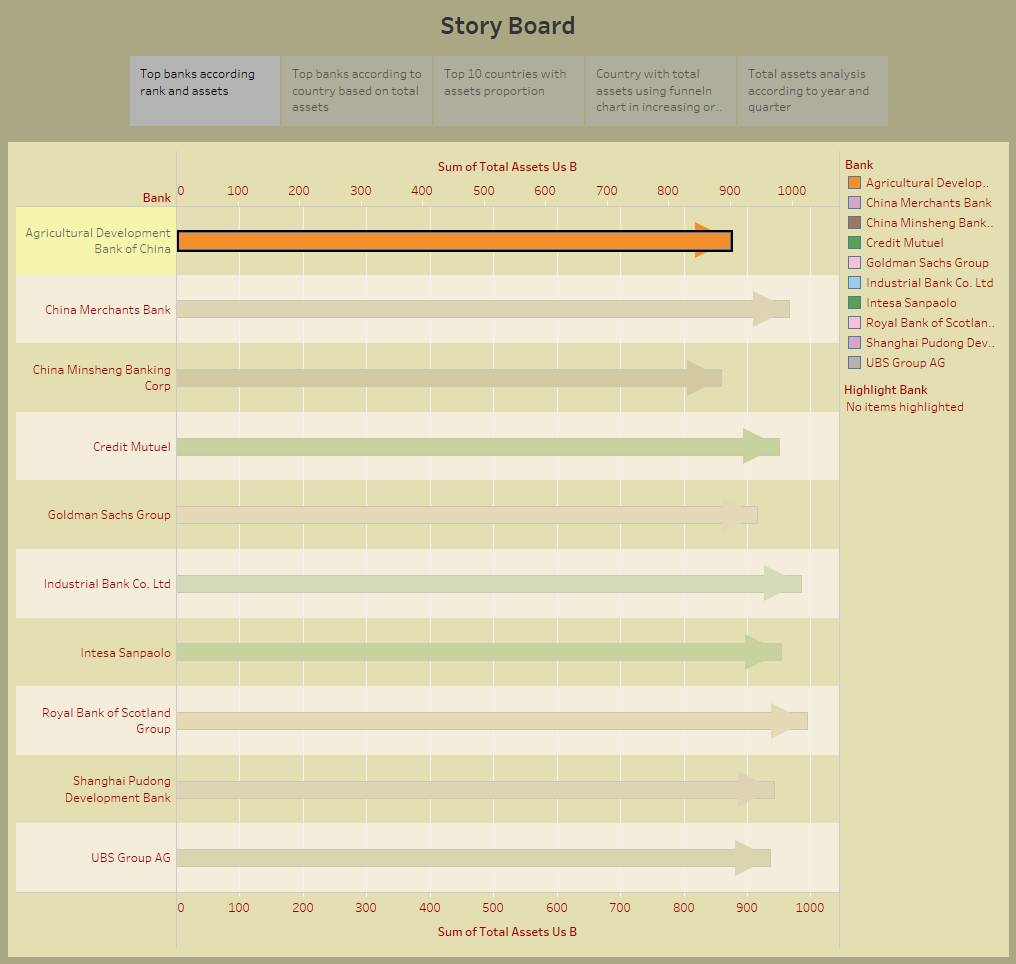 Story Board
Top banks according
rank and assets
Top banks according to
country based on total
assets
Top 10 countries with
assets proportion
Country with total
assets using funneln
chart in increasing or..
Total assets analysis
according to year and
quarter
Sum of Total Assets Us B
0 100 200 300 400 500 600 700 800 900 1000
Bank
Agricultural Development
Bank of China
China Merchants Bank
China Minsheng Banking
Corp
Credit Mutuel
Goldman Sachs Group
Industrial Bank Co. Ltd
Intesa Sanpaolo
Royal Bank of Scotland
Group
Shanghai Pudong
Development Bank
UBS Group AG
0 100 200 300 400 500 600 700 800 900 1000
Sum of Total Assets Us B
Bank
Agricultural Develop..
China Merchants Bank
China Minsheng Bank..
Credit Mutuel
Goldman Sachs Group
Industrial Bank Co. Ltd
Intesa Sanpaolo
Royal Bank of Scotlan..
Shanghai Pudong Dev..
UBS Group AG
Highlight Bank
No items highlighted